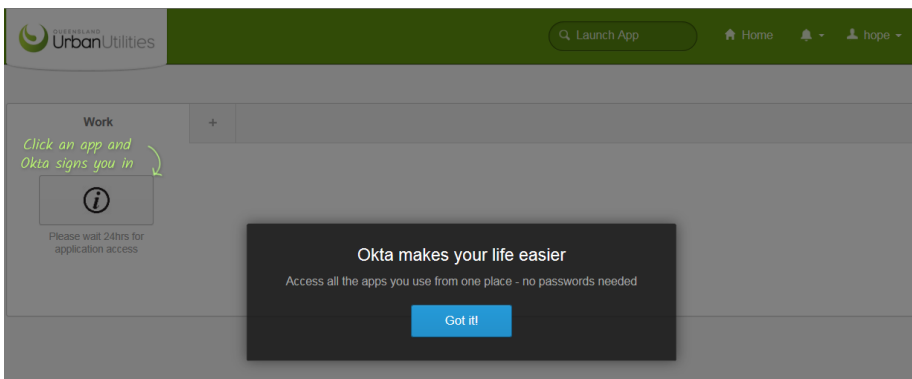 QUEENSLAND
UrbanUtilities
Launch App
Home
hope
Work
+
Click an app and
Okta signs you in
i
Please wait 24hrs for
application access
Okta makes your life easier
Access all the apps you use from one place - no passwords needed
Got it!